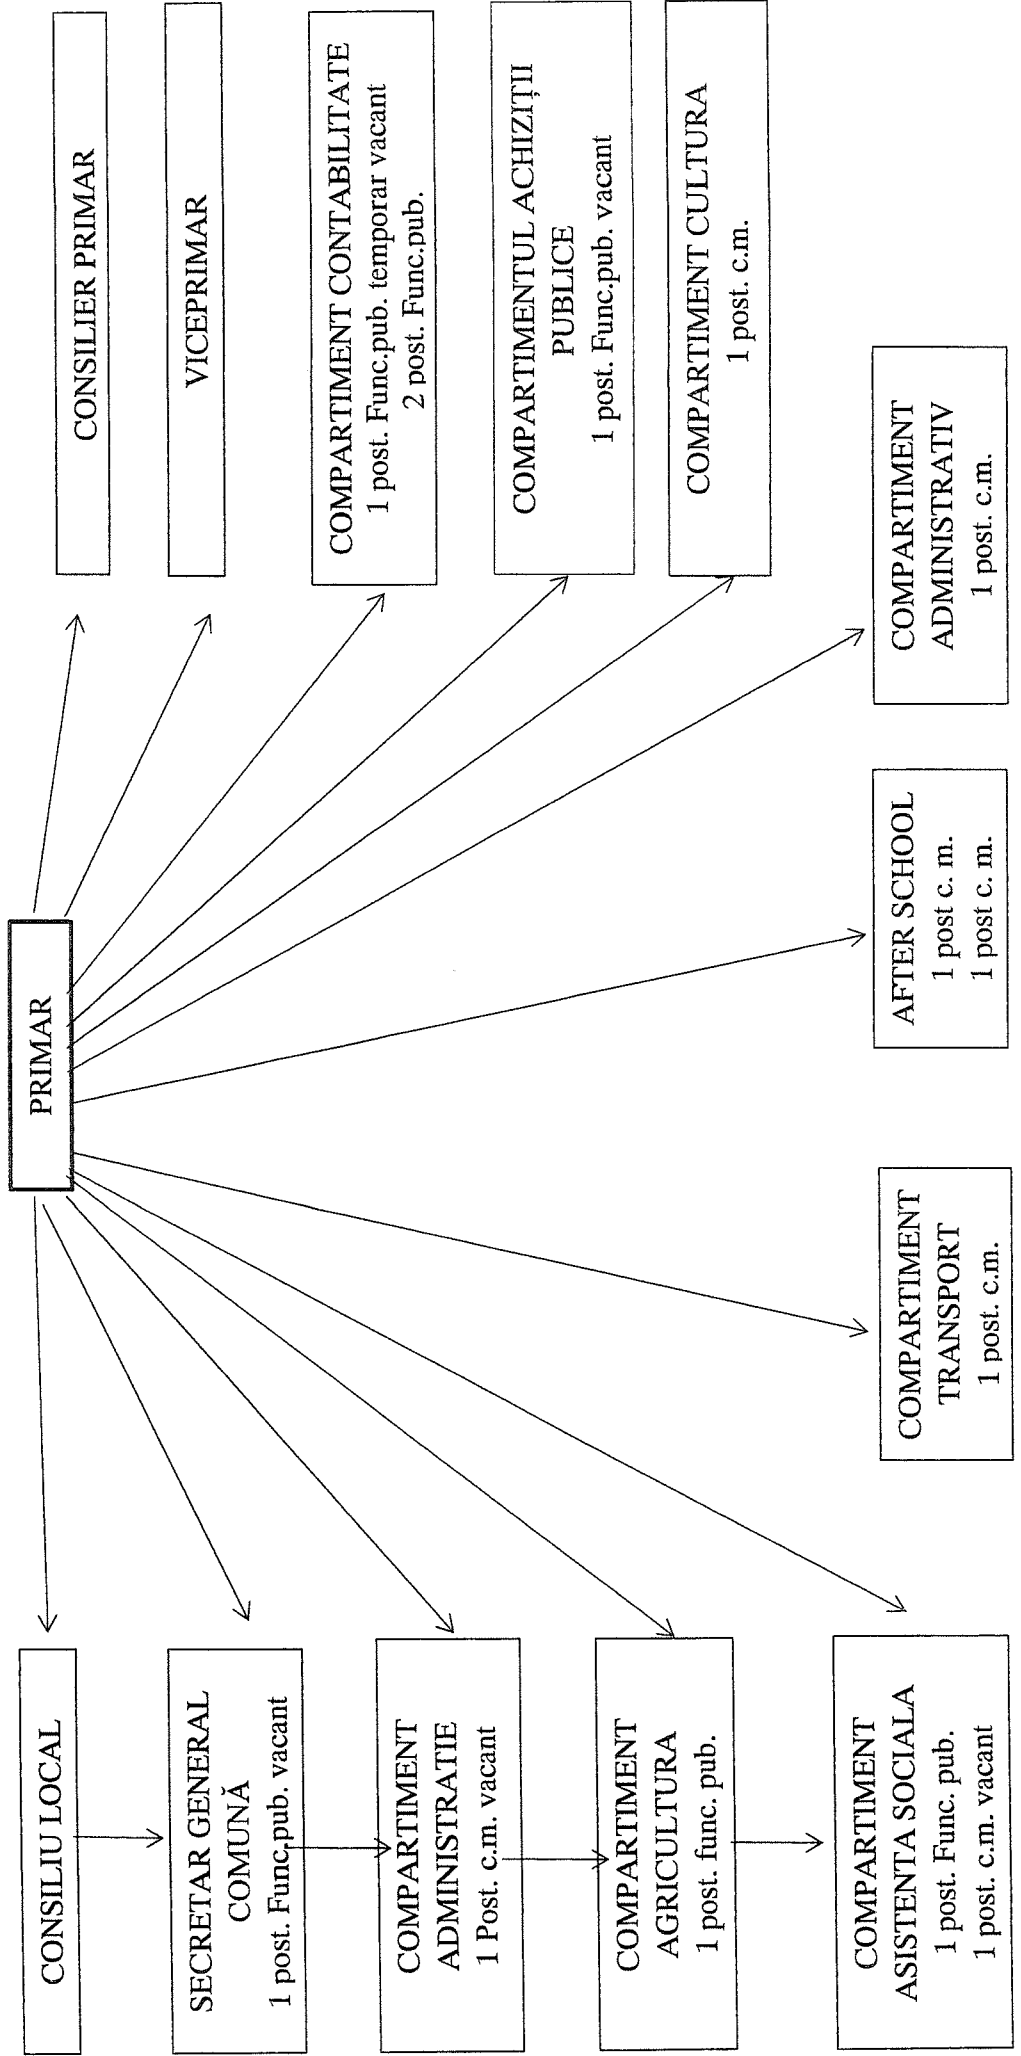 PRIMAR
CONSILIU LOCAL
SECRETAR GENERAL
COMUNĂ
1 post. Func.pub. vacant
COMPARTIMENT
ADMINISTRATIE
1 Post. c.m. vacant
COMPARTIMENT
AGRICULTURA
1 post. func. pub.
COMPARTIMENT
ASISTENTA SOCIALA
1 post. Func. pub.
1 post. c.m. vacant
COMPARTIMENT
TRANSPORT
1 post. c.m.
AFTER SCHOOL
1 post c. m.
1 post c. m.
COMPARTIMENT
ADMINISTRATIV
1 post. c.m.
CONSILIER PRIMAR
VICEPRIMAR
COMPARTIMENT CONTABILITATE
1 post. Func.pub. temporar vacant
2 post. Func.pub.
COMPARTIMENTUL ACHIZIȚII
PUBLICE
1 post. Func.pub. vacant
COMPARTIMENT CULTURA
1 post. c.m.